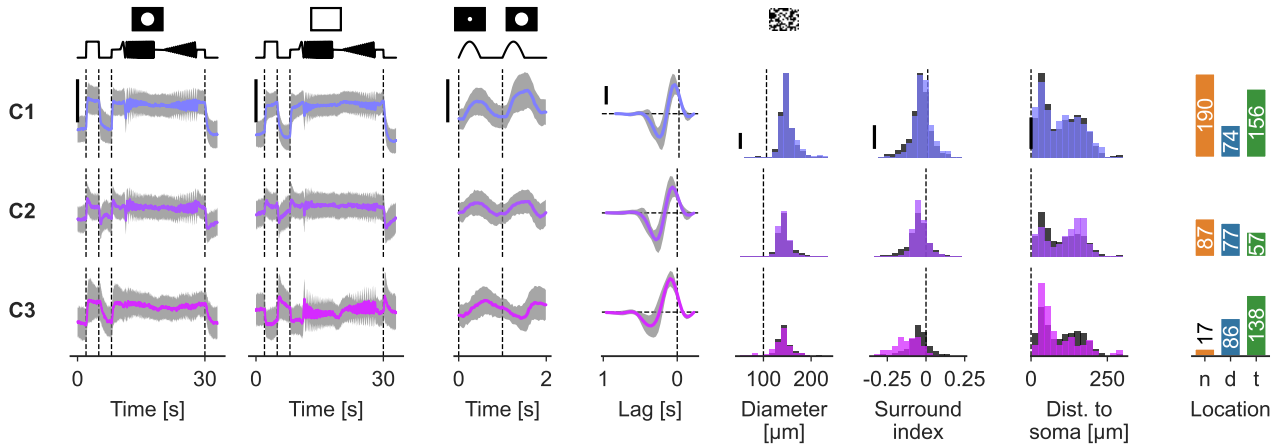 C1
190
74
156
C2
87
77
57
C3
17
86
138
0 30
0 30
0 2
1 0
100 200
-0.25 0 0.25
0 250
n d t
Time [s]
Time [s]
Time [s]
Lag [s]
Diameter
[µm]
Surround
index
Dist. to
soma [µm]
Location